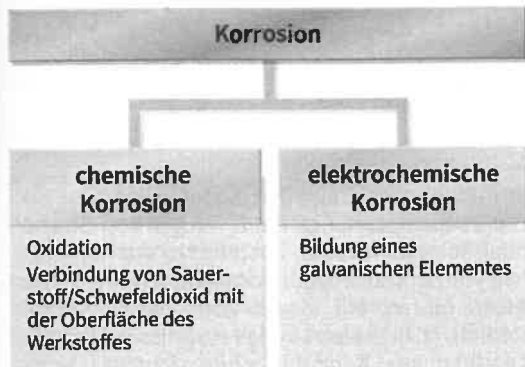 Korrosion
chemische
Korrosion
Oxidation
Verbindung von Sauer-
stoff/Schwefeldioxid mit
der Oberfläche des
Werkstoffes
elektrochemische
Korrosion
Bildung eines
galvanischen Elementes